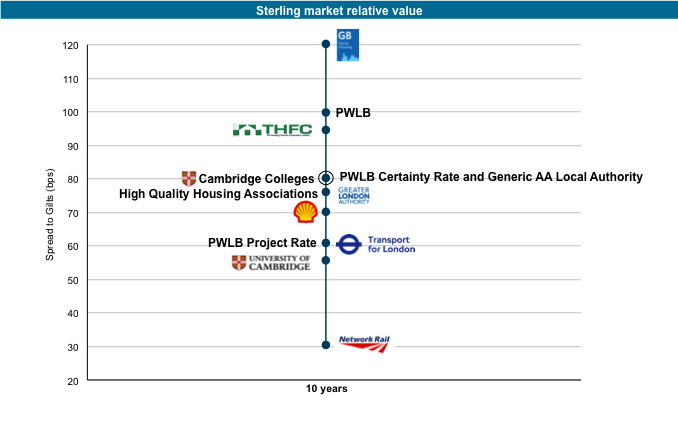 Sterling market relative value
GB
Social
Housing
120
110
100
90
80
70
60
50
40
30
20
Spread to Gilts (bps)
PWLB
THFC
Cambridge Colleges
PWLB Certainty Rate and Generic AA Local Authority
High Quality Housing Associations
GREATER
LONDON
AUTHORITY
PWLB Project Rate
Transport
for London
UNIVERSITY OF
CAMBRIDGE
Network Rail
10 years